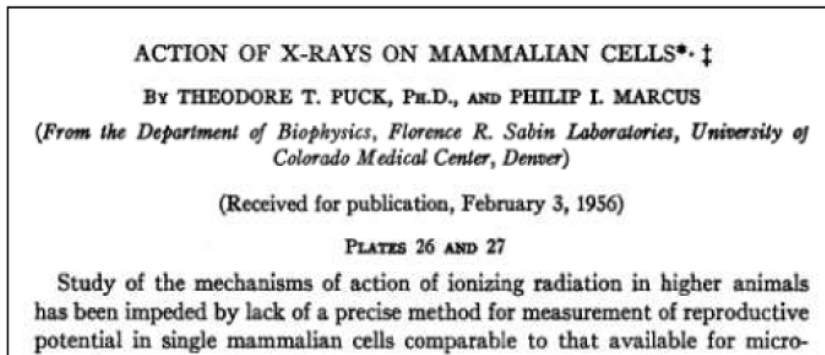 ACTION OF X-RAYS ON MAMMALIAN CELLS*· ‡
BY THEODORE T. PUCK, PH.D., AND PHILIP I. MARCUS
(From the Department of Biophysics, Florence R. Sabin Laboratories, University of
Colorado Medical Center, Denver)
(Received for publication, February 3, 1956)
PLATES 26 AND 27
Study of the mechanisms of action of ionizing radiation in higher animals
has been impeded by lack of a precise method for measurement of reproductive
potential in single mammalian cells comparable to that available for micro-